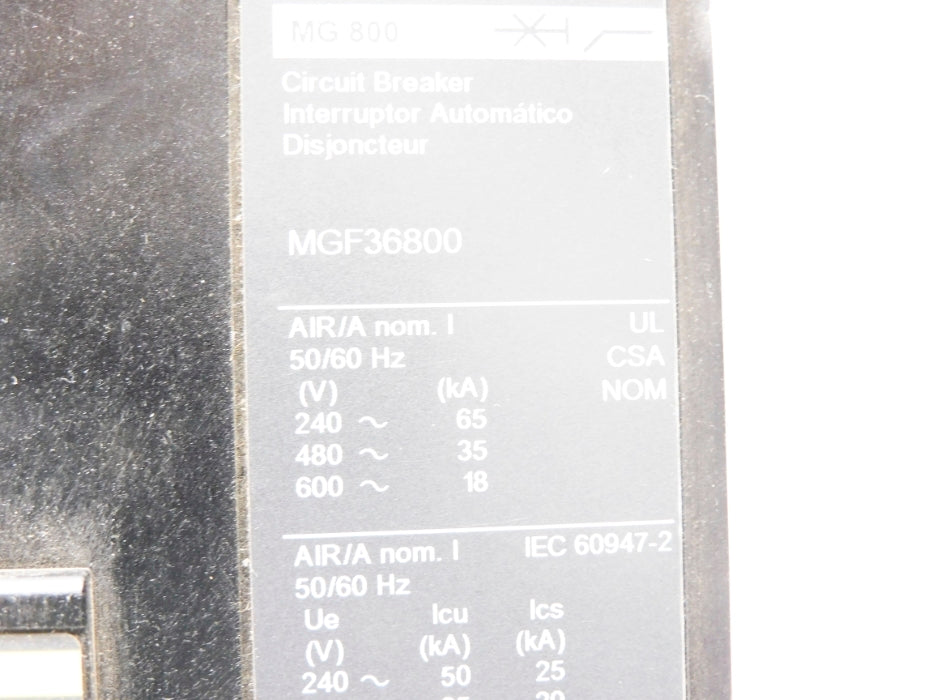 MG 800
Circuit Breaker
Interruptor Automático
Disjoncteur
MGF36800
AIR/A nom. I UL
50/60 Hz CSA
(V) (kA) NOM
240 ~ 65
480 ~ 35
600 ~ 18
AIR/A nom. I IEC 60947-2
50/60 Hz
Ue Icu Ics
(V) (kA) (kA)
240 ~ 50 25